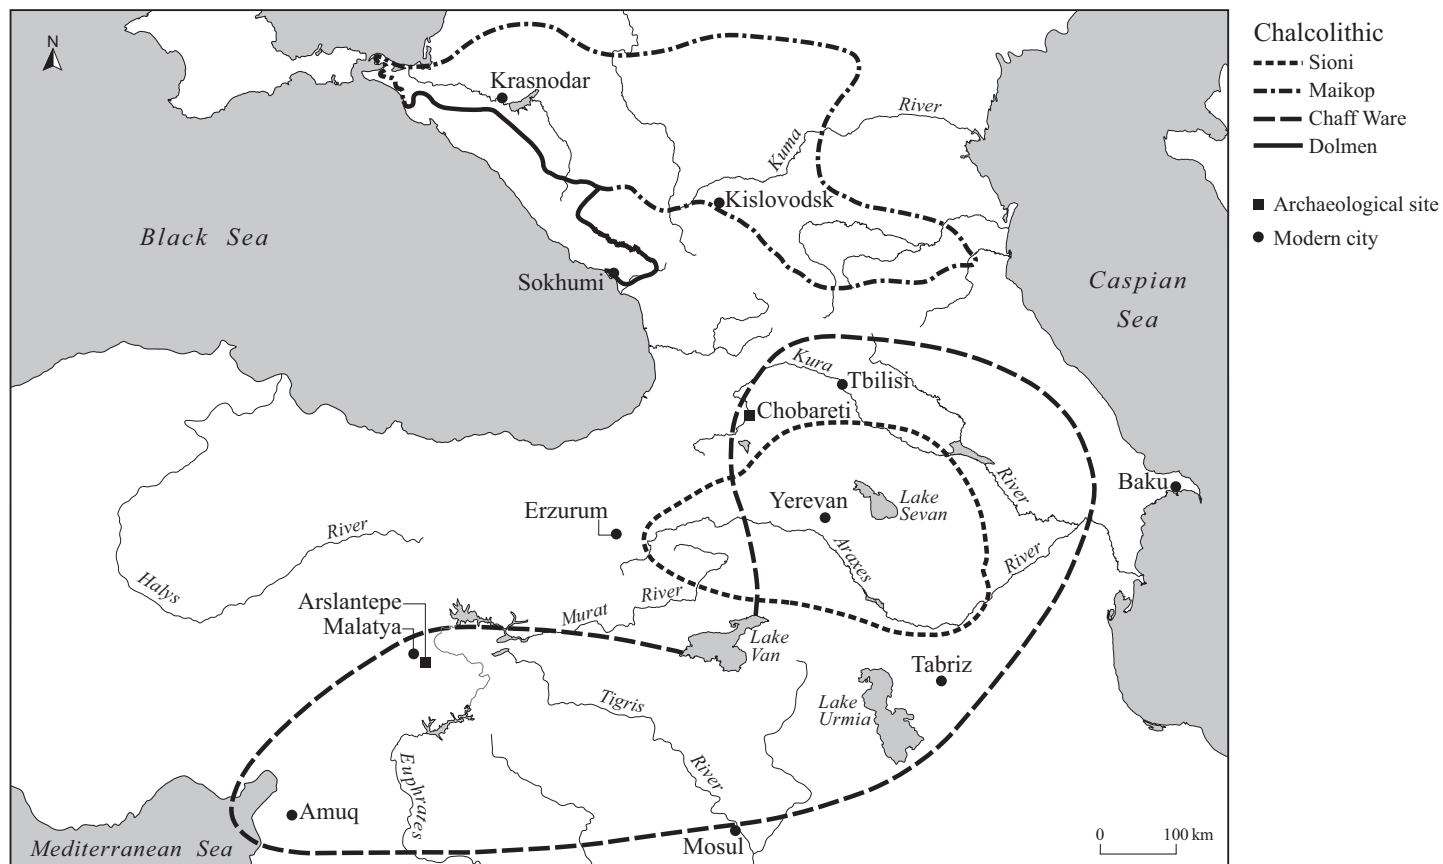 N
Krasnodar
River
Kuma
Kislovodsk
Black Sea
Sokhumi
Caspian
Sea
Kura
Tbilisi
Chobareti
River
Baku
Yerevan
Lake
Sevan
Erzurum
River
Araxes
River
Halys
Arslantepe
Malatya
Murat
River
Lake
Van
Tabriz
Lake
Urmia
Tigris
River
Euphrates
Amuq
Mosul
Mediterranean Sea
0 100 km
Chalcolithic
Sioni
Maikop
Chaff Ware
Dolmen
Archaeological site
Modern city